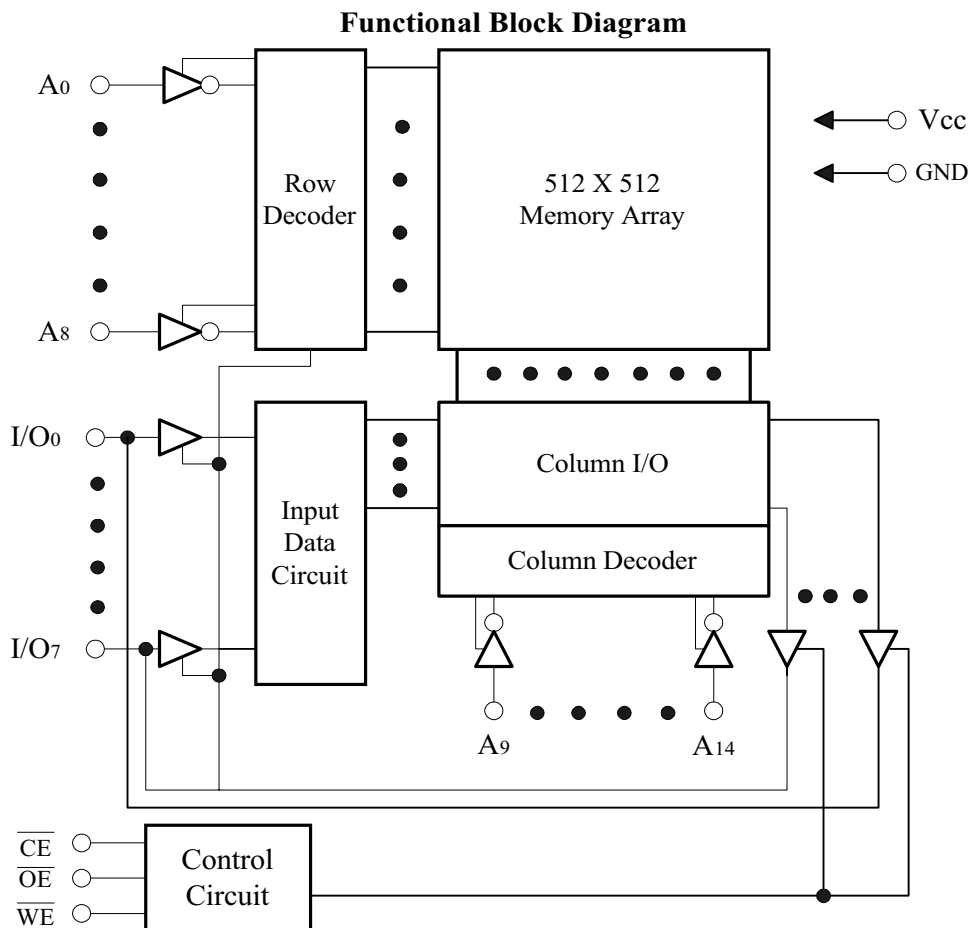 Functional Block Diagram
A0
A8
Row
Decoder
512 X 512
Memory Array
Vcc
GND
I/O0
I/O7
Input
Data
Circuit
Column I/O
Column Decoder
A9
A14
CE
OE
WE
Control
Circuit